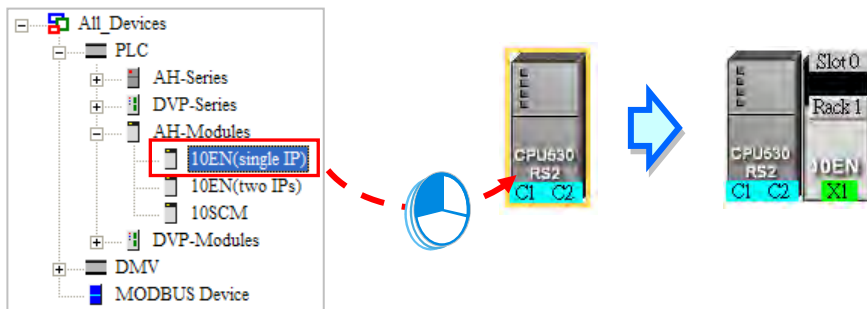 All_Devices
PLC
AH-Series
DVP-Series
AH-Modules
10EN(single IP)
10EN(two IPs)
10SCM
DVP-Modules
DMV
MODBUS Device
CPU530
RS2
C1 C2
CPU530
RS2
C1 C2
Slot 0
Rack 1
10EN
X1